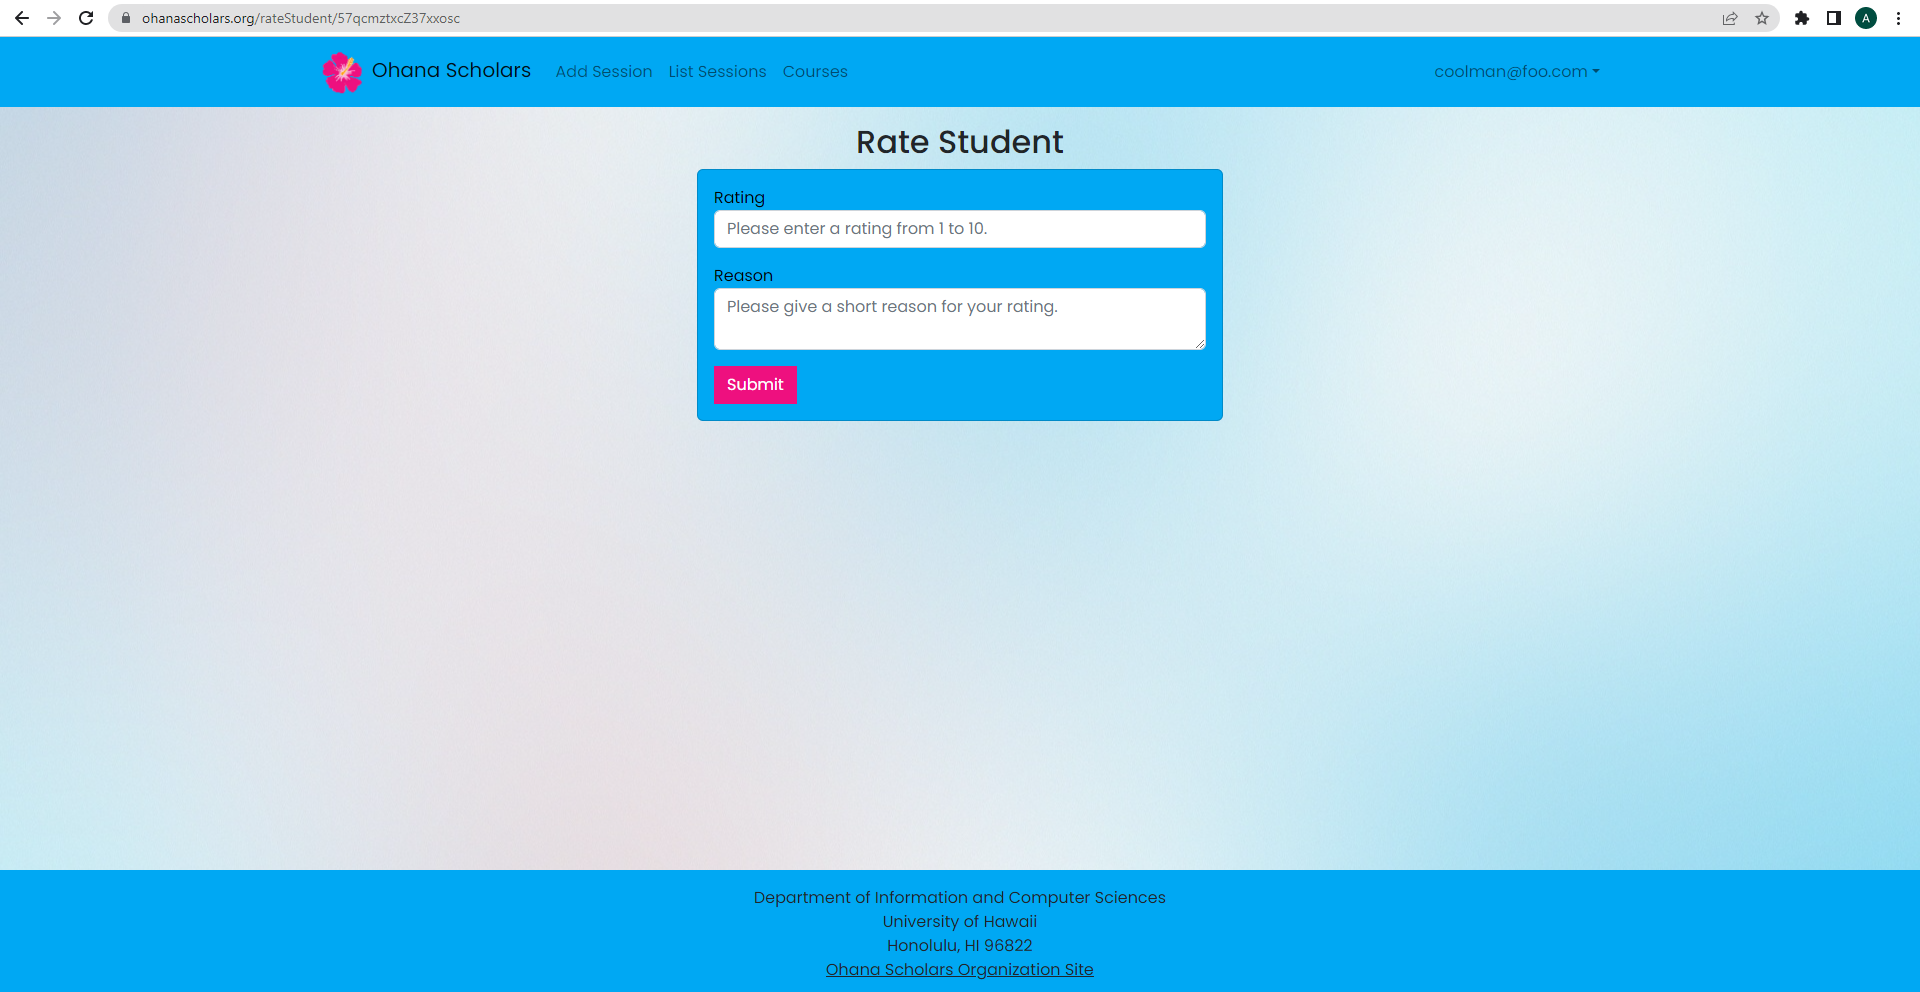 ohanascholars.org/rateStudent/57qcmztxcZ37xxosc
A
Ohana Scholars Add Session List Sessions Courses coolman@foo.com
Rate Student
Rating
Please enter a rating from 1 to 10.
Reason
Please give a short reason for your rating.
Submit
Department of Information and Computer Sciences
University of Hawaii
Honolulu, HI 96822
Ohana Scholars Organization Site